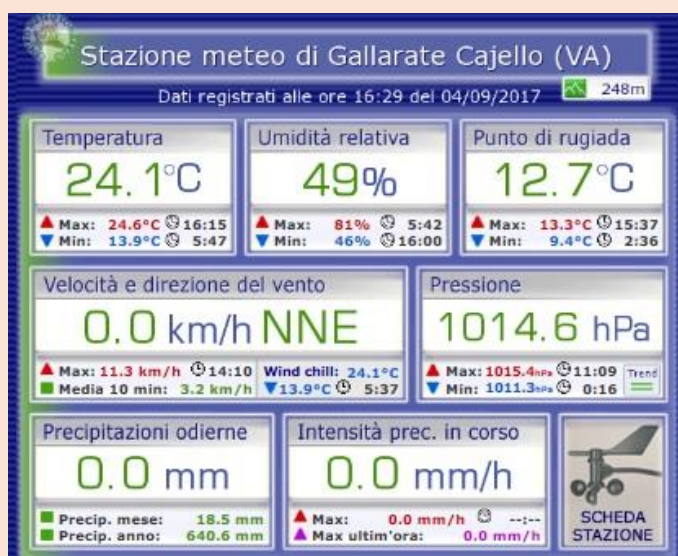 Stazione meteo di Gallarate Cajello (VA)
Dati registrati alle ore 16:29 del 04/09/2017 248m
Temperatura
24.1°C
Max: 24.6°C 16:15
Min: 13.9°C 5:47
Umidità relativa
49%
Max: 81% 5:42
Min: 46% 16:00
Punto di rugiada
12.7°C
Max: 13.3°C 15:37
Min: 9.4°C 2:36
Velocità e direzione del vento
0.0 km/h NNE
Max: 11.3 km/h 14:10 Wind chill: 24.1°C
Media 10 min: 3.2 km/h 13.9°C 5:37
Pressione
1014.6 hPa
Max: 1015.4hPa 11:09 Trend
Min: 1011.3hPa 0:16
Precipitazioni odierne
0.0 mm
Precip. mese: 18.5 mm
Precip. anno: 640.6 mm
Intensità prec. in corso
0.0 mm/h
Max: 0.0 mm/h --:--
Max ultim'ora: 0.0 mm/h
SCHEDA
STAZIONE